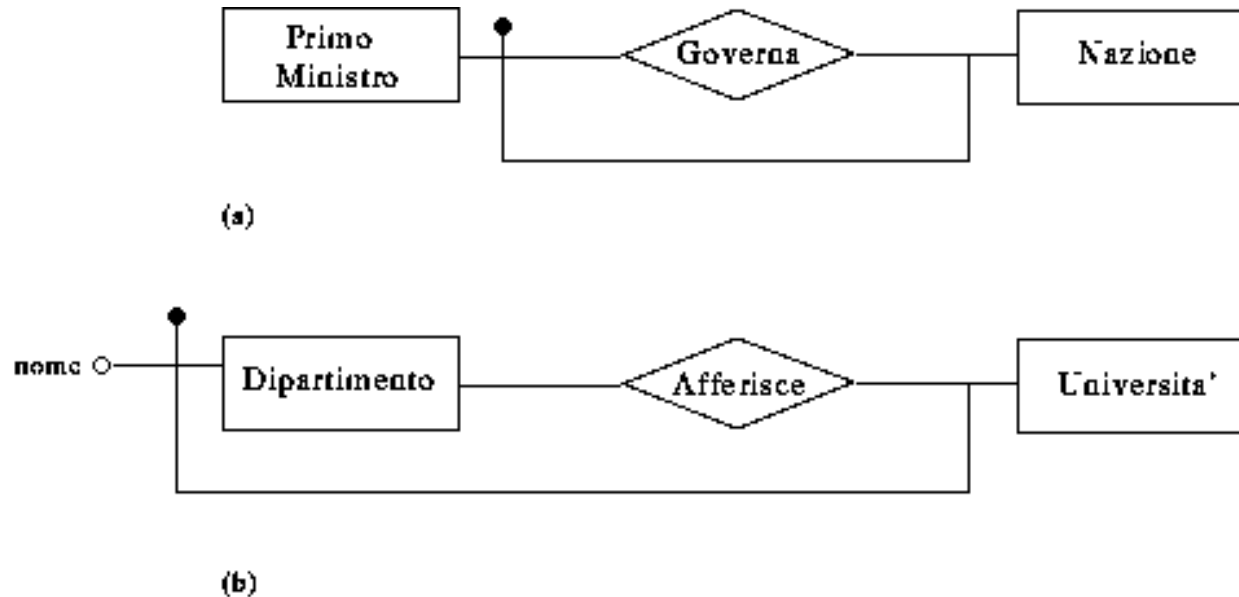 Primo
Ministro
Governa
Nazione
(a)
nome
Dipartimento
Afferisce
Universita'
(b)